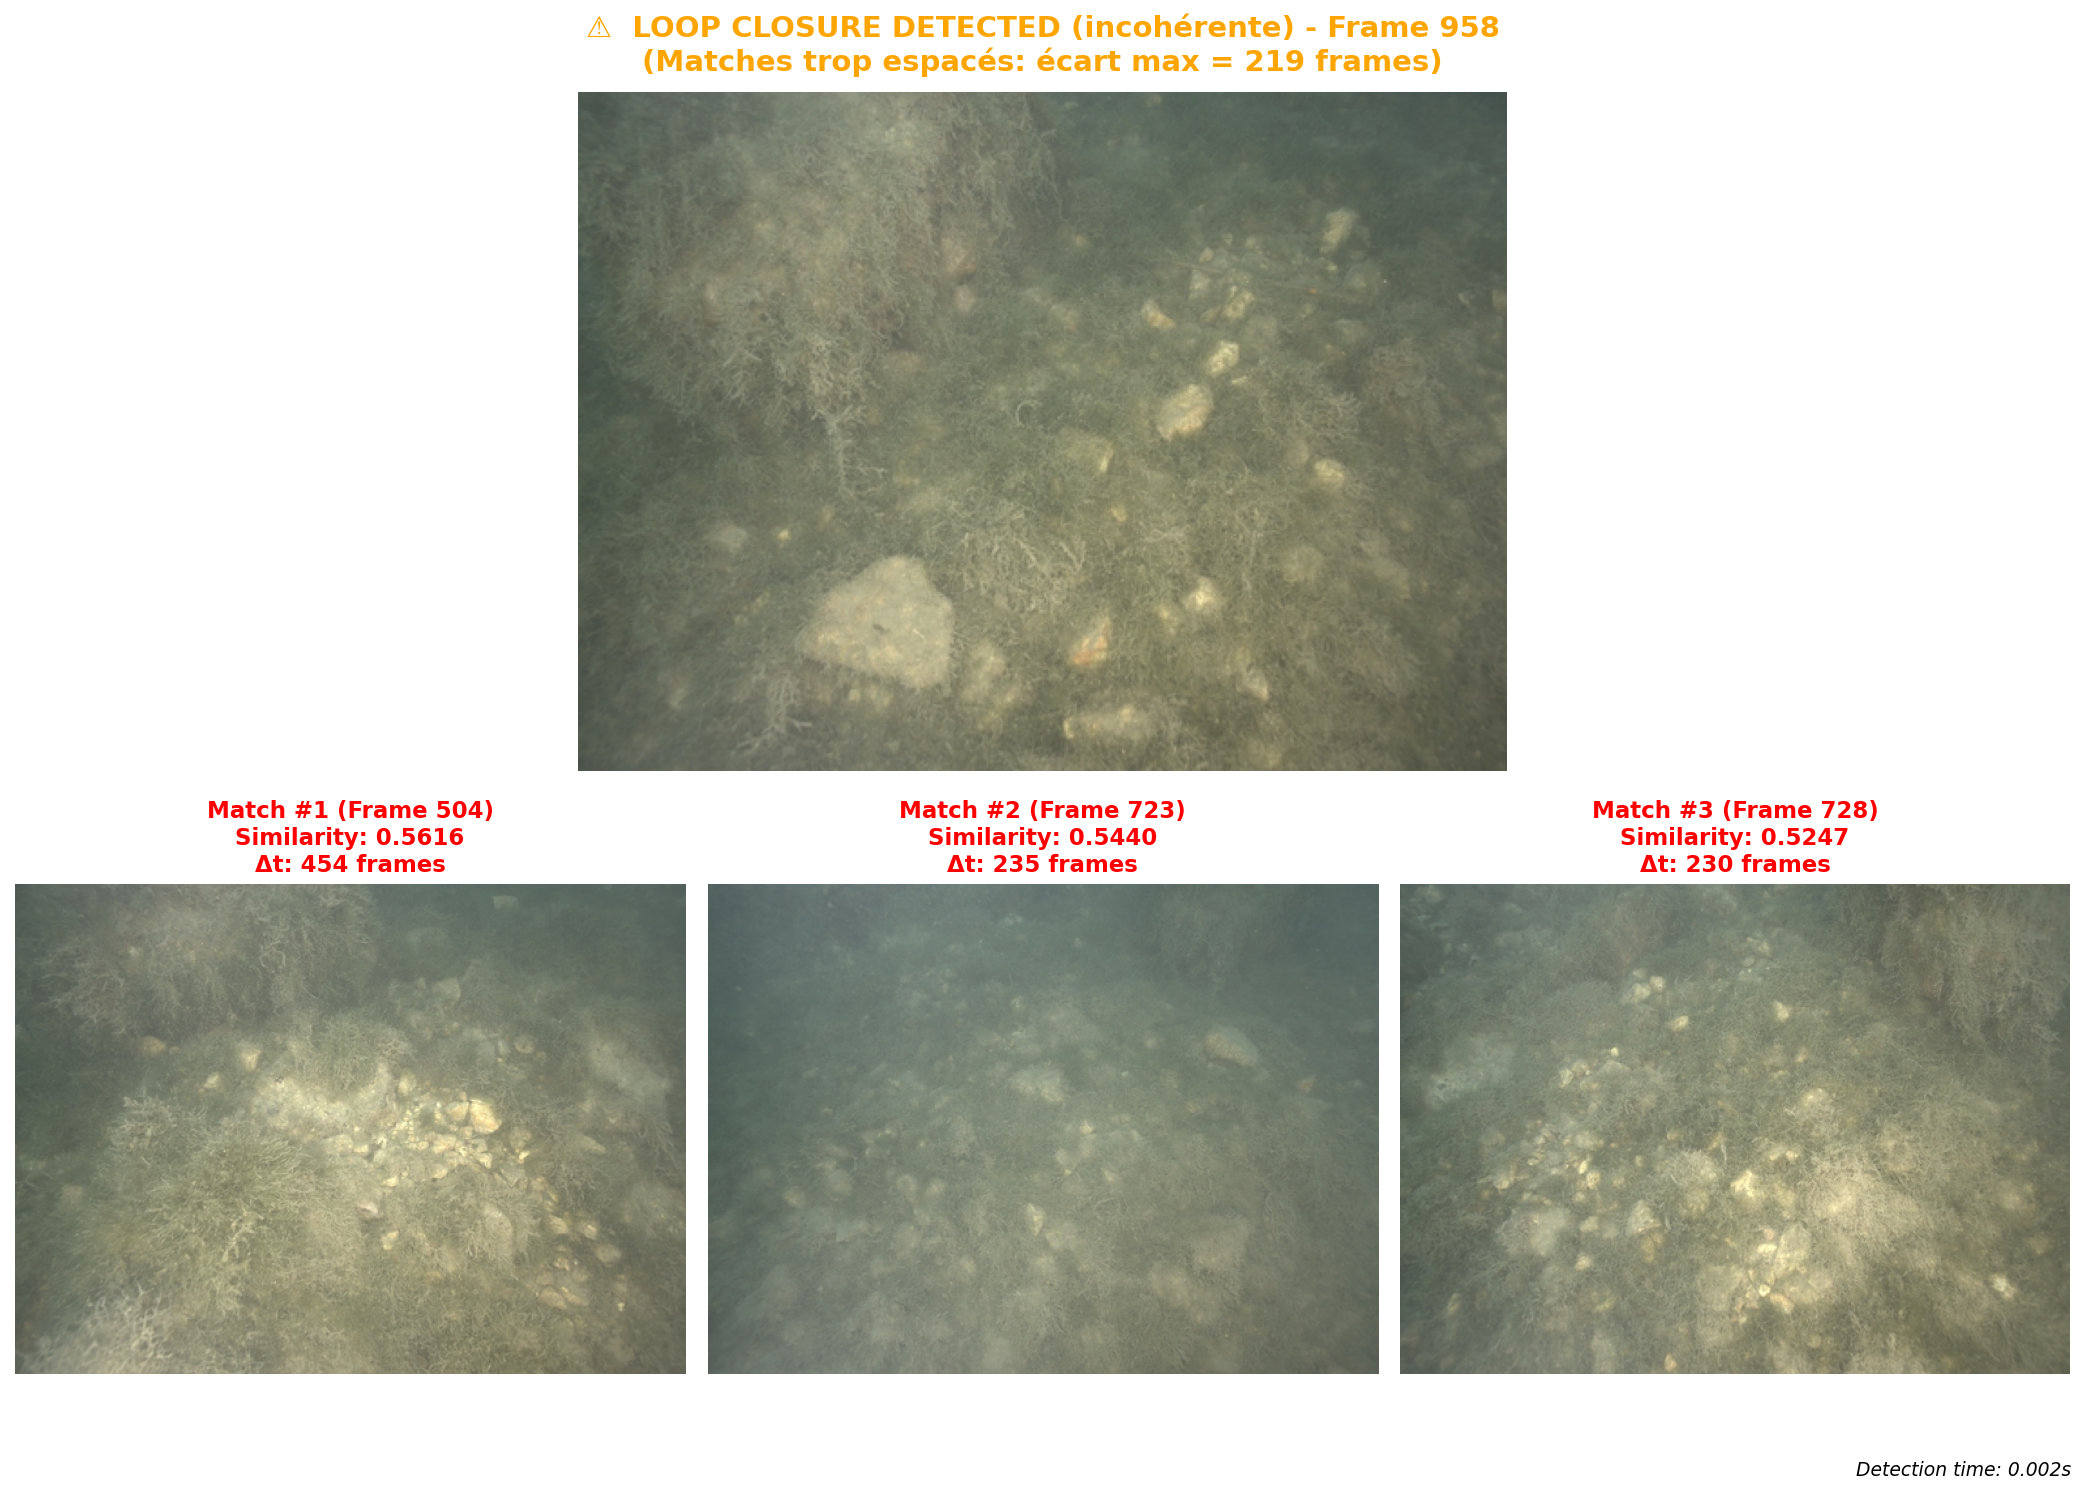 ⚠ LOOP CLOSURE DETECTED (incohérente) - Frame 958
(Matches trop espacés: écart max = 219 frames)
Match #1 (Frame 504)
Similarity: 0.5616
Δt: 454 frames
Match #2 (Frame 723)
Similarity: 0.5440
Δt: 235 frames
Match #3 (Frame 728)
Similarity: 0.5247
Δt: 230 frames
Detection time: 0.002s